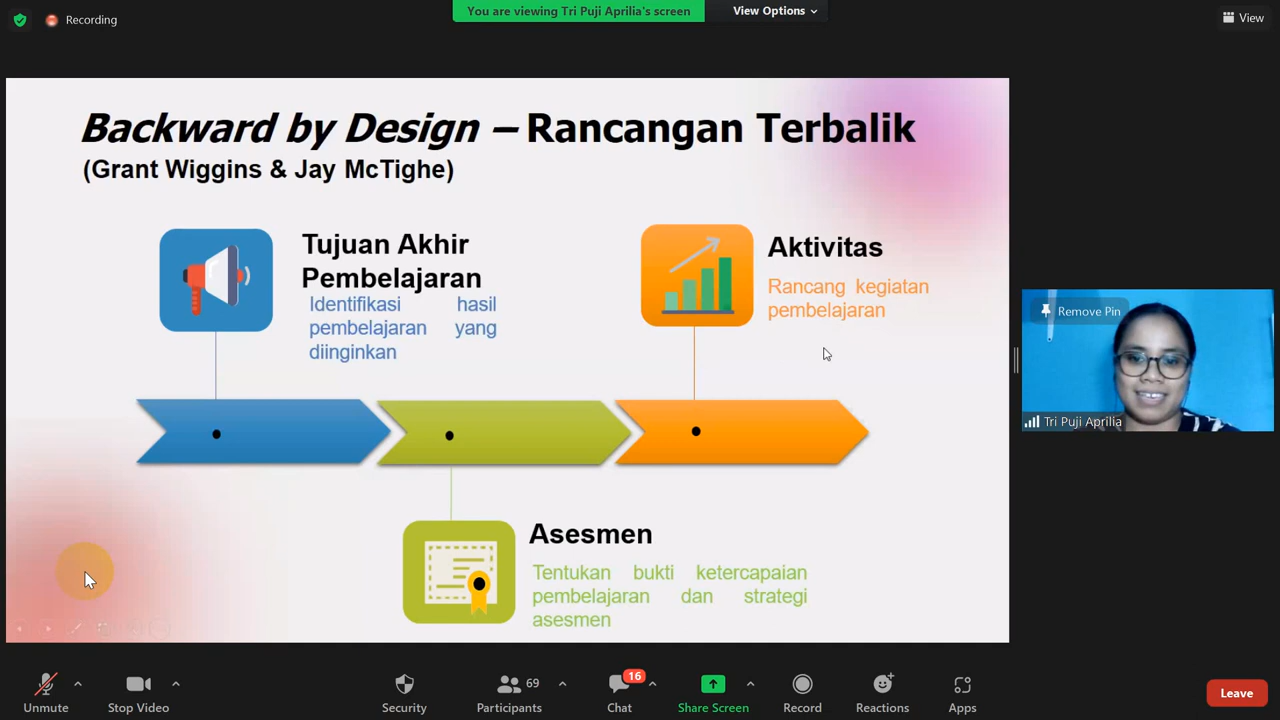 Recording
You are viewing Tri Puji Aprilia's screen
View Options
View
Backward by Design – Rancangan Terbalik
(Grant Wiggins & Jay McTighe)
Tujuan Akhir
Pembelajaran
Identifikasi hasil
pembelajaran yang
diinginkan
Aktivitas
Rancang kegiatan
pembelajaran
Asesmen
Tentukan bukti ketercapaian
pembelajaran dan strategi
asesmen
Remove Pin
Tri Puji Aprilia
Unmute
Stop Video
Security
69
Participants
16
Chat
Share Screen
Record
Reactions
Apps
Leave